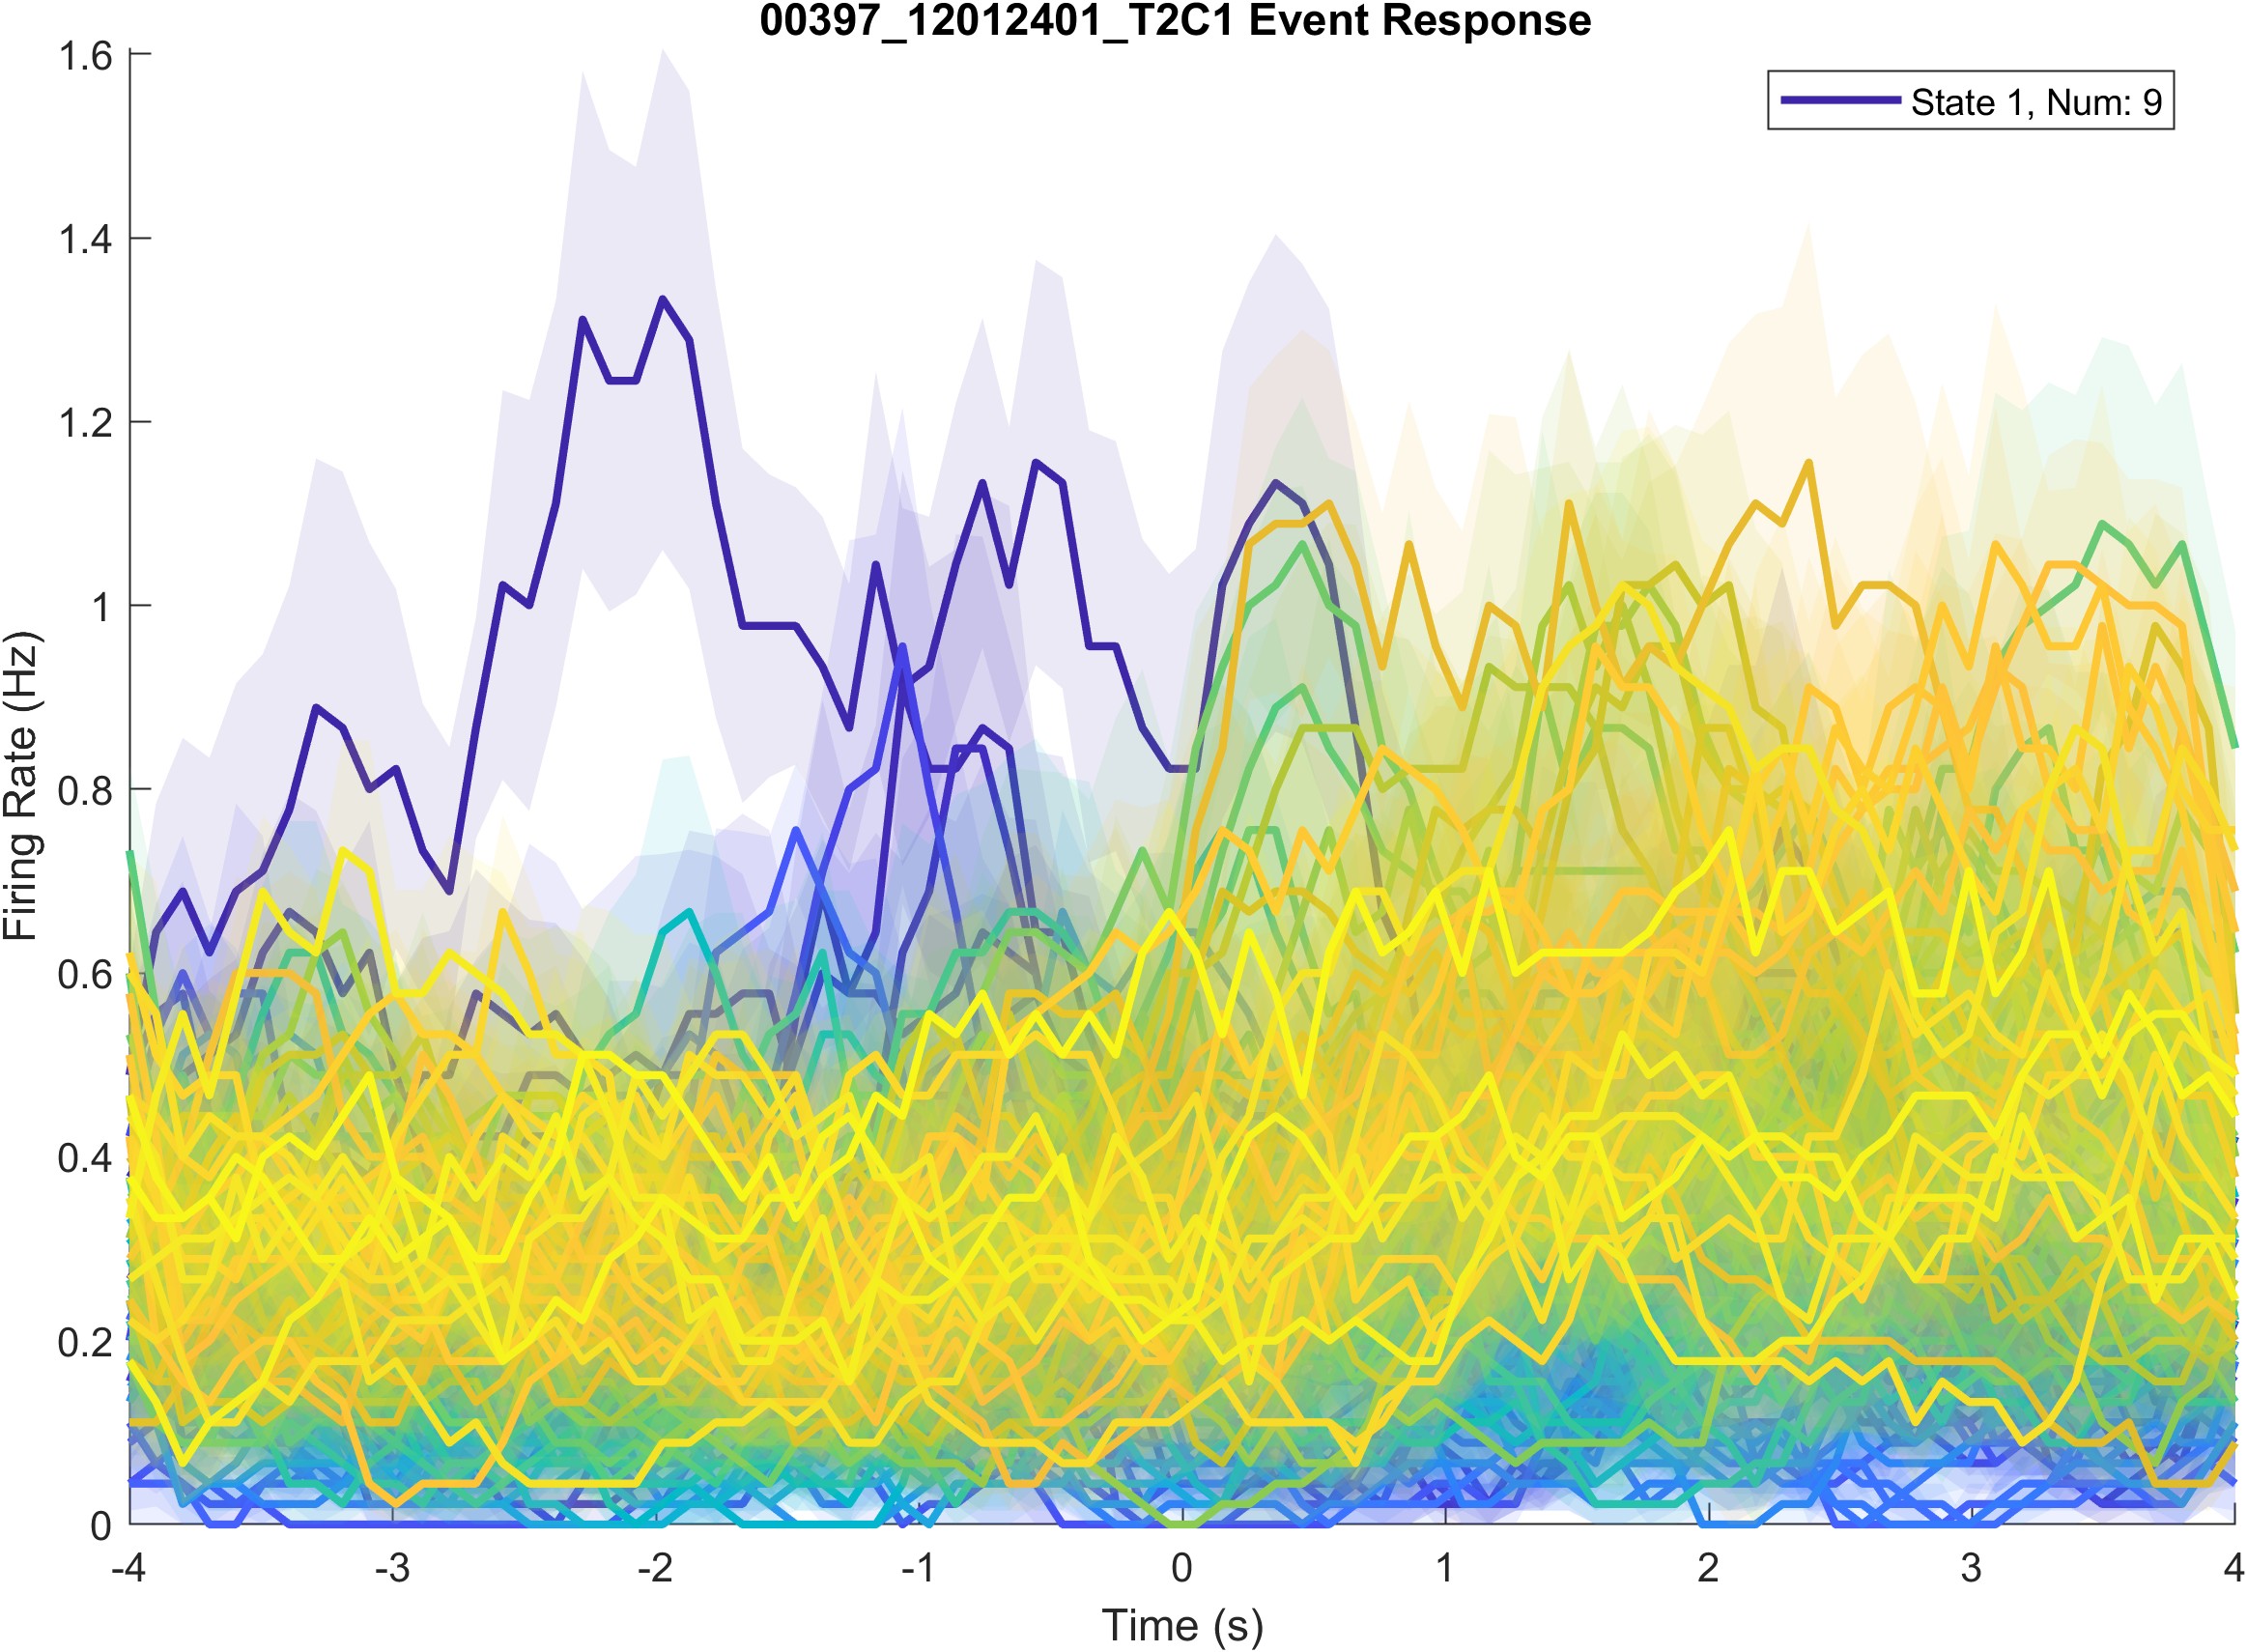 00397_12012401_T2C1 Event Response
State 1, Num: 9
Firing Rate (Hz)
1.6
1.4
1.2
1
0.8
0.6
0.4
0.2
0
-4 -3 -2 -1 0 1 2 3 4
Time (s)